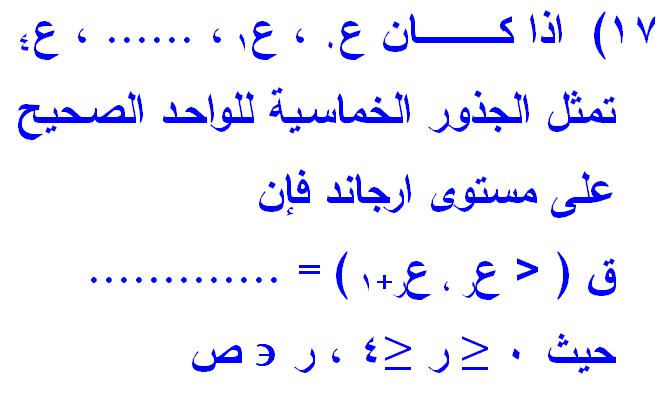 ١٧) اذا كـــان ع٠ ، ع١ ، ...... ، ع٤
تمثل الجذور الخماسية للواحد الصحيح
على مستوى ارجاند فإن
ق ( < عر ، عر+١ ) = .............
حيث ٠ ≤ ر ≤ ٤ ، ر ∋ ص